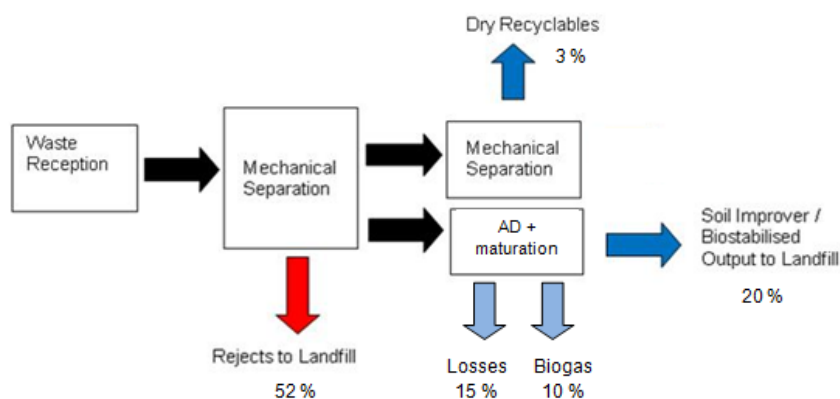 Dry Recyclables
3 %
Waste
Reception
Mechanical
Separation
Mechanical
Separation
AD +
maturation
Soil Improver /
Biostabilised
Output to Landfill
20 %
Rejects to Landfill
52 %
Losses
15 %
Biogas
10 %